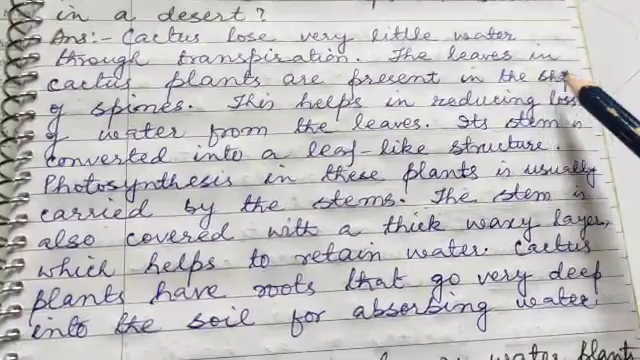 in a desert?
Ans:- Cactus lose very little water
through transpiration. The leaves in
cactus plants are present in the
of spines. This helps in reducing loss
of water from the leaves. Its stem is
converted into a leaf-like structure.
Photosynthesis in these plants is usually
carried by the stems. The stem is
also covered with a thick waxy layer,
which helps to retain water. Cactus
plants have roots that go very deep
into the soil for absorbing water.
water plant